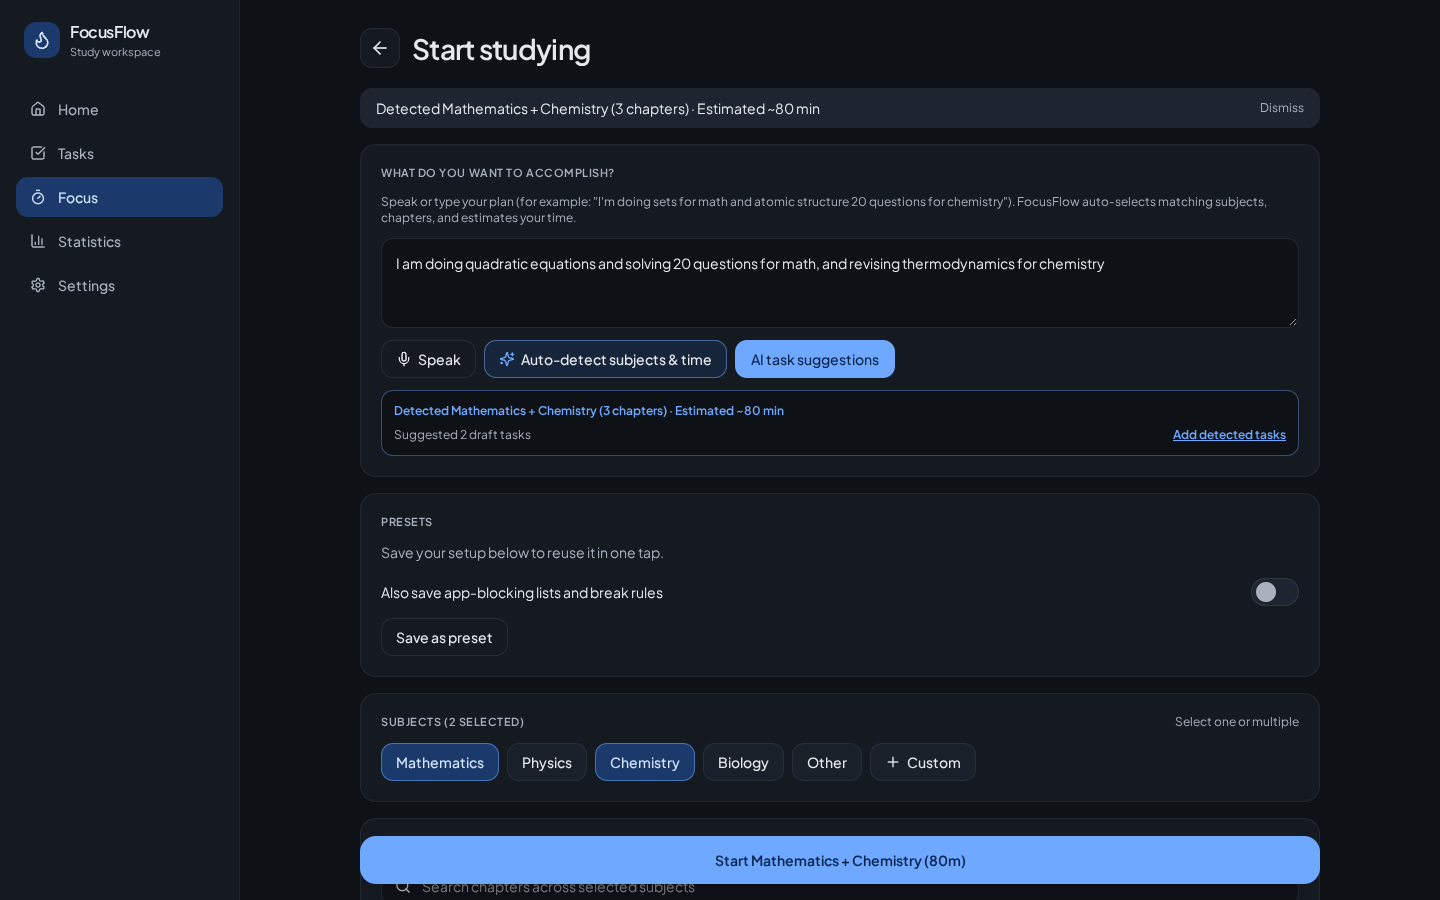 FocusFlow
Study workspace
Home
Tasks
Focus
Statistics
Settings
Start studying
Detected Mathematics + Chemistry (3 chapters) · Estimated ~80 min
Dismiss
WHAT DO YOU WANT TO ACCOMPLISH?
Speak or type your plan (for example: "I'm doing sets for math and atomic structure 20 questions for chemistry"). FocusFlow auto-selects matching subjects,
chapters, and estimates your time.
I am doing quadratic equations and solving 20 questions for math, and revising thermodynamics for chemistry
Speak
Auto-detect subjects & time
AI task suggestions
Detected Mathematics + Chemistry (3 chapters) · Estimated ~80 min
Suggested 2 draft tasks
Add detected tasks
PRESETS
Save your setup below to reuse it in one tap.
Also save app-blocking lists and break rules
Save as preset
SUBJECTS (2 SELECTED)
Select one or multiple
Mathematics
Physics
Chemistry
Biology
Other
Custom
Start Mathematics + Chemistry (80m)
Search chapters across selected subjects